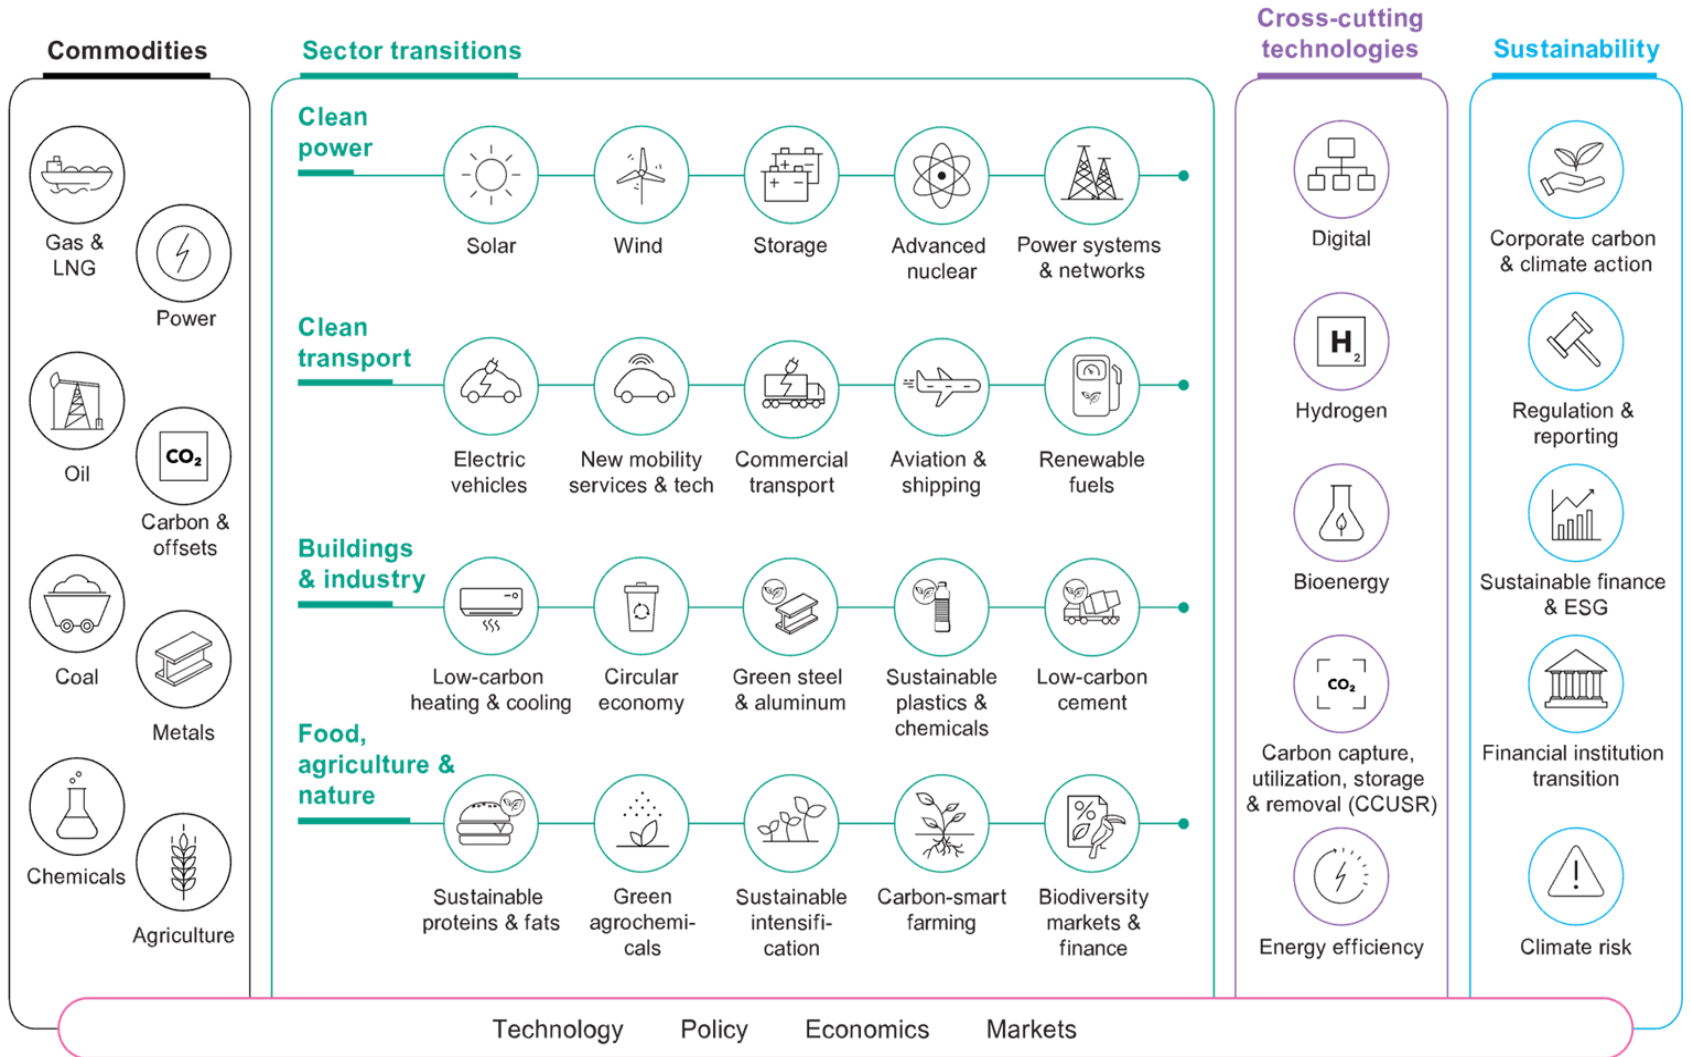 Commodities
Gas &
LNG
Power
Oil
CO₂
Carbon &
offsets
Coal
Metals
Chemicals
Agriculture
Sector transitions
Clean
power
Solar
Wind
Storage
Advanced
nuclear
Power systems
& networks
Clean
transport
Electric
vehicles
New mobility
services & tech
Commercial
transport
Aviation &
shipping
Renewable
fuels
Buildings
& industry
Low-carbon
heating & cooling
Circular
economy
Green steel
& aluminum
Sustainable
plastics &
chemicals
Low-carbon
cement
Food,
agriculture &
nature
%
Sustainable
proteins & fats
Green
agrochemi-
cals
Sustainable
intensifi-
cation
Carbon-smart
farming
Biodiversity
markets &
finance
Cross-cutting
technologies
Digital
H₂
Hydrogen
Bioenergy
CO₂
Carbon capture,
utilization, storage
& removal (CCUSR)
Energy efficiency
Sustainability
Corporate carbon
& climate action
Regulation &
reporting
Sustainable finance
& ESG
Financial institution
transition
!
Climate risk
Technology Policy Economics Markets